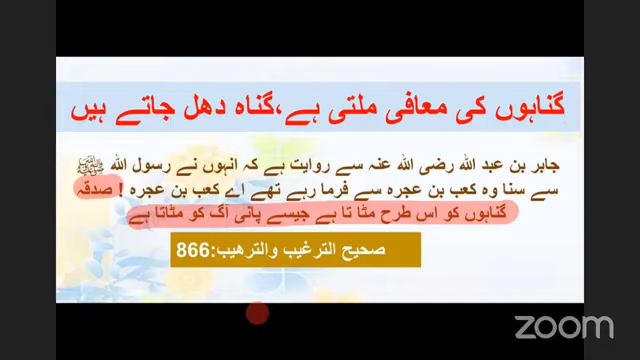 گناہوں کی معافی ملتی ہے،گناہ دھل جاتے ہیں
جابر بن عبد اللہ رضی اللہ عنہ سے روایت ہے کہ انہوں نے رسول اللہ ﷺ
سے سنا وہ کعب بن عجرہ سے فرما رہے تھے اے کعب بن عجرہ ! صدقہ
گناہوں کو اس طرح مٹا تا ہے جیسے پانی آگ کو مٹاتا ہے
صحیح الترغیب والترھیب:866
zoom